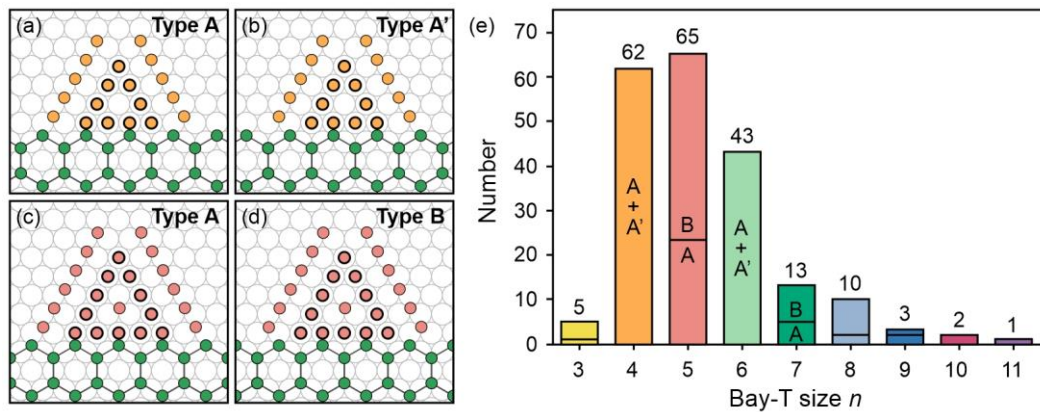 (a) Type A
(b) Type A’
(c) Type A
(d) Type B
(e)
Number
70
60
50
40
30
20
10
0
5
62
65
43
13
10
3
2
1
A
+
A’
B
A
A
+
A’
B
A
3 4 5 6 7 8 9 10 11
Bay-T size n